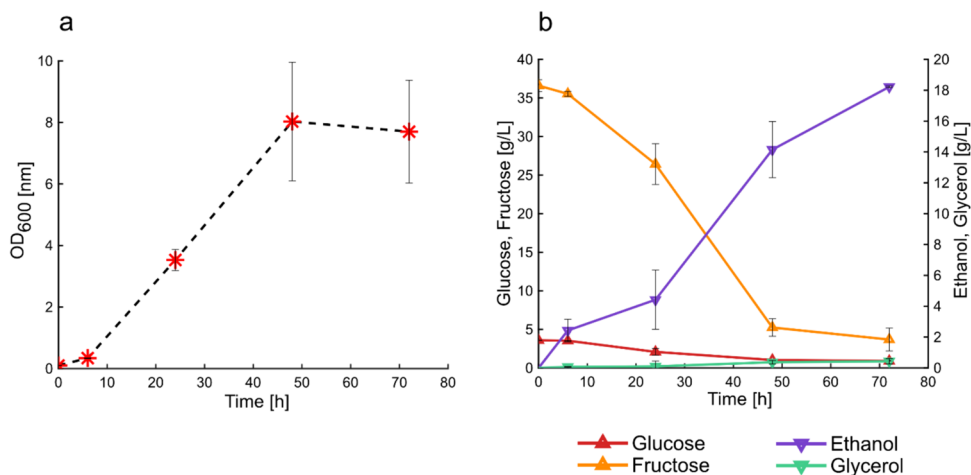 a
b
10
8
6
4
2
0
OD600 [nm]
0 10 20 30 40 50 60 70 80
Time [h]
40
35
30
25
20
15
10
5
0
Glucose, Fructose [g/L]
20
18
16
14
12
10
8
6
4
2
0
Ethanol, Glycerol [g/L]
0 10 20 30 40 50 60 70 80
Time [h]
Glucose
Ethanol
Fructose
Glycerol